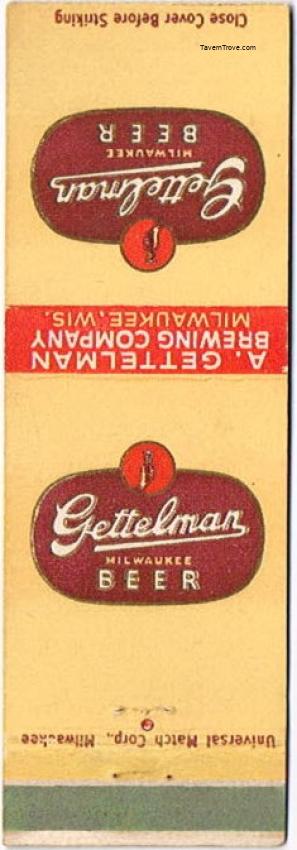 Close Cover Before Striking
TavernTrove.com
Gettelman
MILWAUKEE
BEER
A. GETTELMAN
BREWING COMPANY
MILWAUKEE, WIS.
Gettelman
MILWAUKEE
BEER
Universal Match Corp., Milwaukee